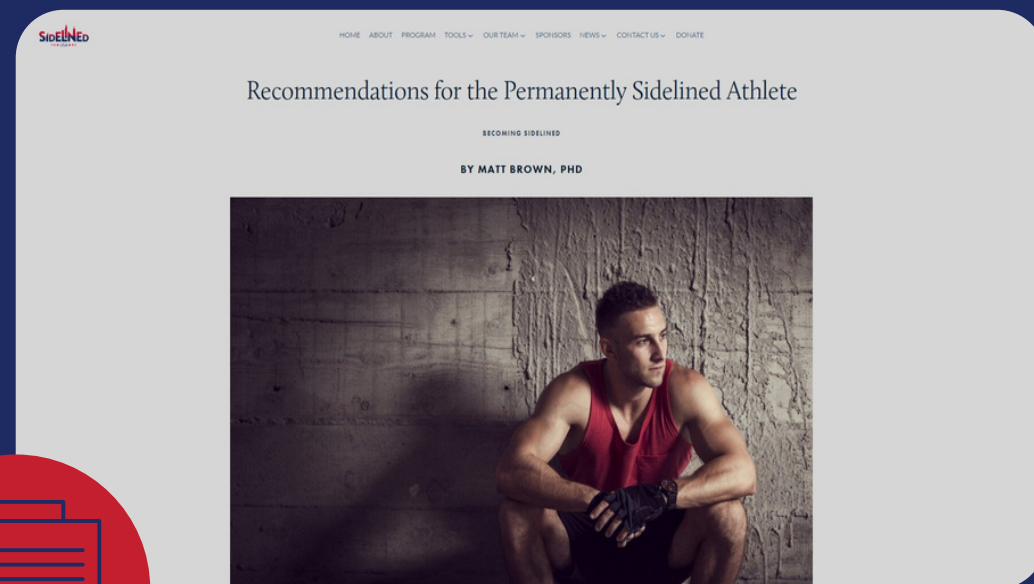 SIDELINED
HOME ABOUT PROGRAM TOOLS OUR TEAM SPONSORS NEWS CONTACT US DONATE
Recommendations for the Permanently Sidelined Athlete
BECOMING SIDELINED
BY MATT BROWN, PHD